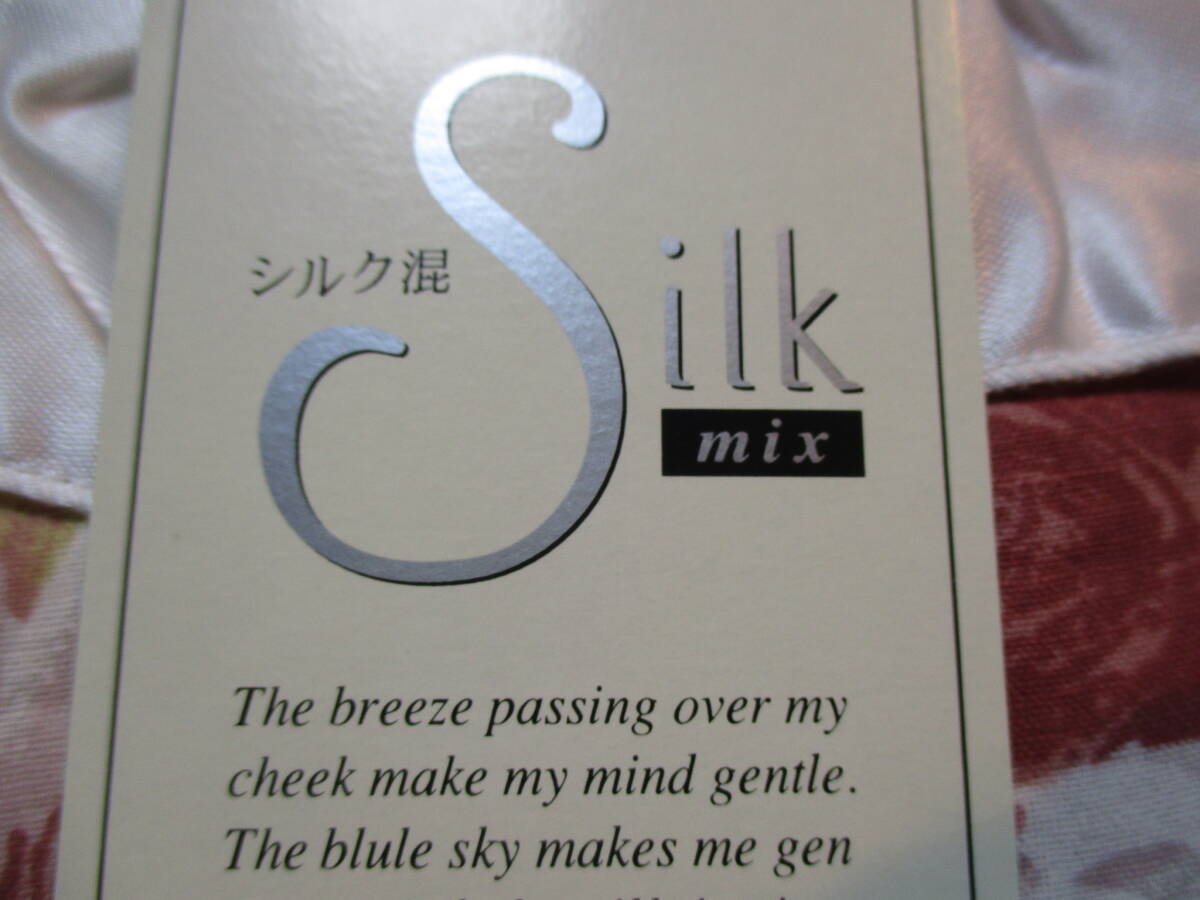 シルク混
Silk
mix
The breeze passing over my
cheek make my mind gentle.
The blule sky makes me gen